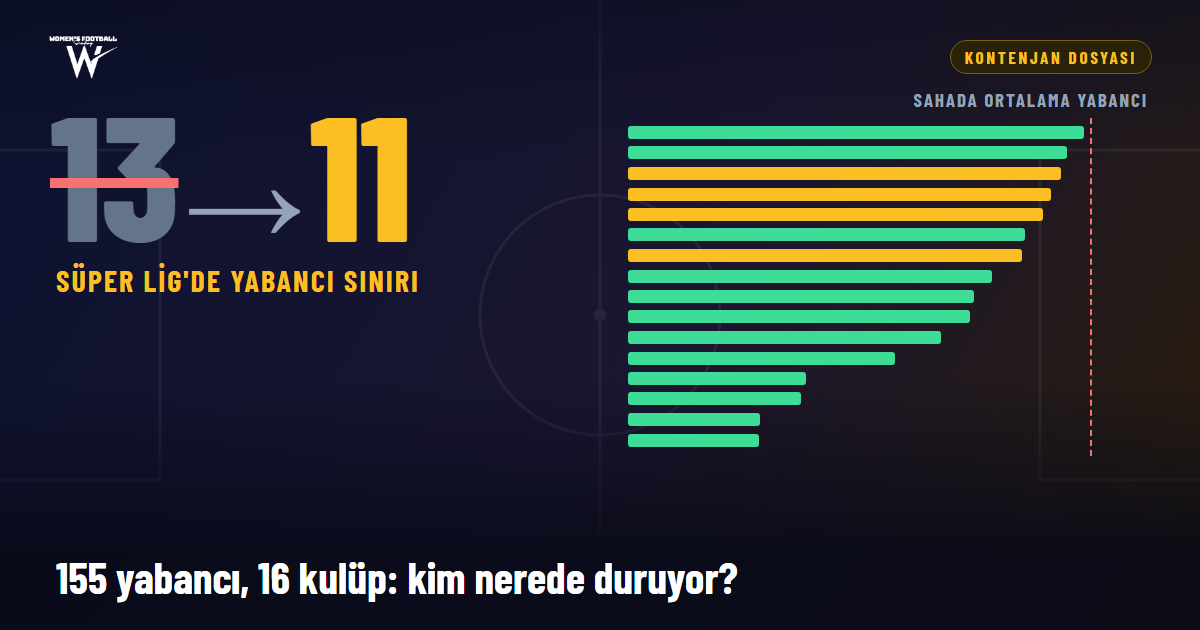 WOMEN'S FOOTBALL
W
KONTENJAN DOSYASI
SAHADA ORTALAMA YABANCI
13 → 11
SÜPER LİG'DE YABANCI SINIRI
155 yabancı, 16 kulüp: kim nerede duruyor?